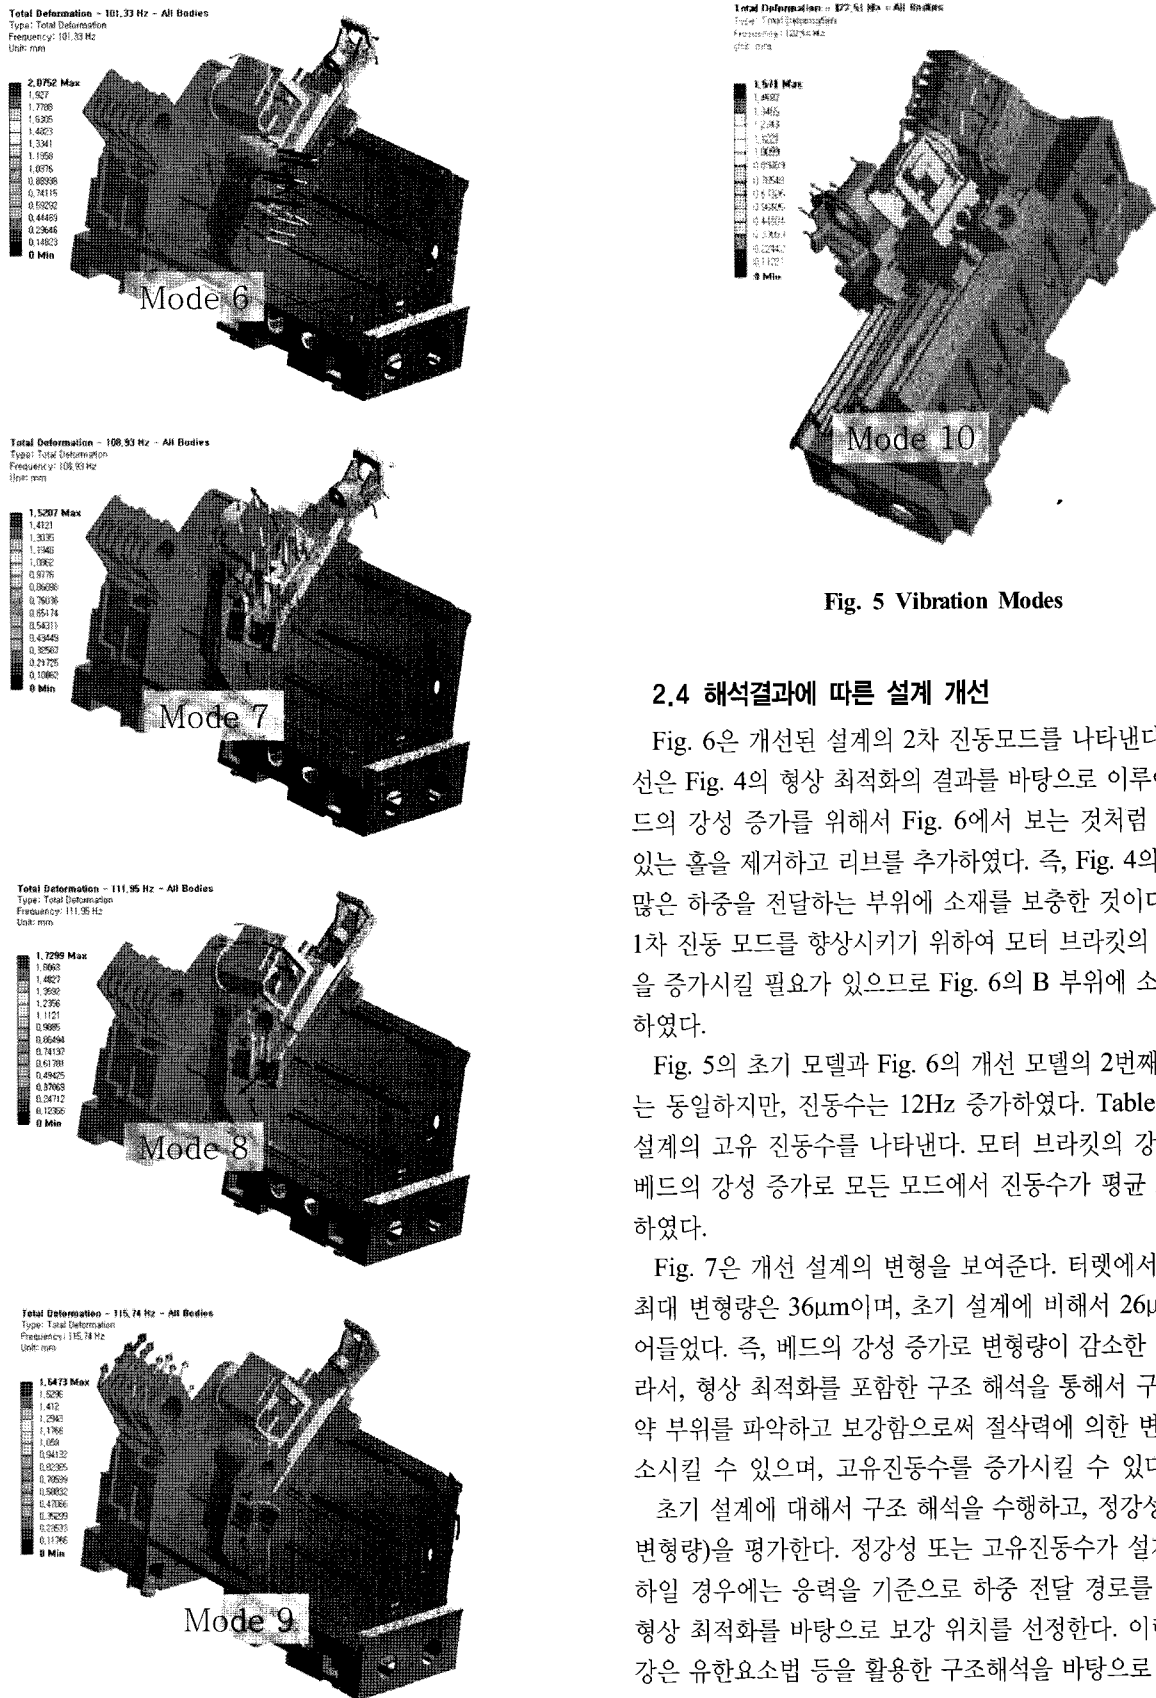 Total Deformation - 101,33 Hz - All Bodies
Type: Total Deformation
Frequency: 101,33 Hz
Unit: mm
2,0752 Max
1,927
1,7788
1,6305
1,4823
1,3341
1,1858
1,0376
0,88938
0,74115
0,59292
0,44469
0,29646
0,14823
0 Min
Mode 6
Total Deformation - 108,93 Hz - All Bodies
Type: Total Deformation
Frequency: 108,93 Hz
Unit: mm
1,5207 Max
1,4121
1,3035
1,1948
1,0862
0,9776
0,86898
0,76036
0,65174
0,54311
0,43449
0,32587
0,21725
0,10862
0 Min
Mode 7
Total Deformation - 111,95 Hz - All Bodies
Type: Total Deformation
Frequency: 111,95 Hz
Unit: mm
1,7299 Max
1,6063
1,4827
1,3592
1,2356
1,1121
0,9885
0,86494
0,74137
0,61781
0,49425
0,37069
0,24712
0,12356
0 Min
Mode 8
Total Deformation - 115,74 Hz - All Bodies
Type: Total Deformation
Frequency: 115,74 Hz
Unit: mm
1,6473 Max
1,5296
1,412
1,2943
1,1766
1,059
0,94132
0,82365
0,70599
0,58832
0,47066
0,35299
0,23533
0,11766
0 Min
Mode 9
Total Deformation - All Bodies
Mode 10
Fig. 5 Vibration Modes
2.4 해석결과에 따른 설계 개선
Fig. 6은 개선된 설계의 2차 진동모드를 나타낸다
선은 Fig. 4의 형상 최적화의 결과를 바탕으로 이루어
드의 강성 증가를 위해서 Fig. 6에서 보는 것처럼
있는 홀을 제거하고 리브를 추가하였다. 즉, Fig. 4의
많은 하중을 전달하는 부위에 소재를 보충한 것이다
1차 진동 모드를 향상시키기 위하여 모터 브라킷의
을 증가시킬 필요가 있으므로 Fig. 6의 B 부위에 소
하였다.
Fig. 5의 초기 모델과 Fig. 6의 개선 모델의 2번째
는 동일하지만, 진동수는 12Hz 증가하였다. Table
설계의 고유 진동수를 나타낸다. 모터 브라킷의 강
베드의 강성 증가로 모든 모드에서 진동수가 평균
하였다.
Fig. 7은 개선 설계의 변형을 보여준다. 터렛에서
최대 변형량은 36μm이며, 초기 설계에 비해서 26μ
어들었다. 즉, 베드의 강성 증가로 변형량이 감소한
라서, 형상 최적화를 포함한 구조 해석을 통해서 구
약 부위를 파악하고 보강함으로써 절삭력에 의한 변
소시킬 수 있으며, 고유진동수를 증가시킬 수 있다
초기 설계에 대해서 구조 해석을 수행하고, 정강성
변형량)을 평가한다. 정강성 또는 고유진동수가 설계
하일 경우에는 응력을 기준으로 하중 전달 경로를
형상 최적화를 바탕으로 보강 위치를 선정한다. 이
강은 유한요소법 등을 활용한 구조해석을 바탕으로